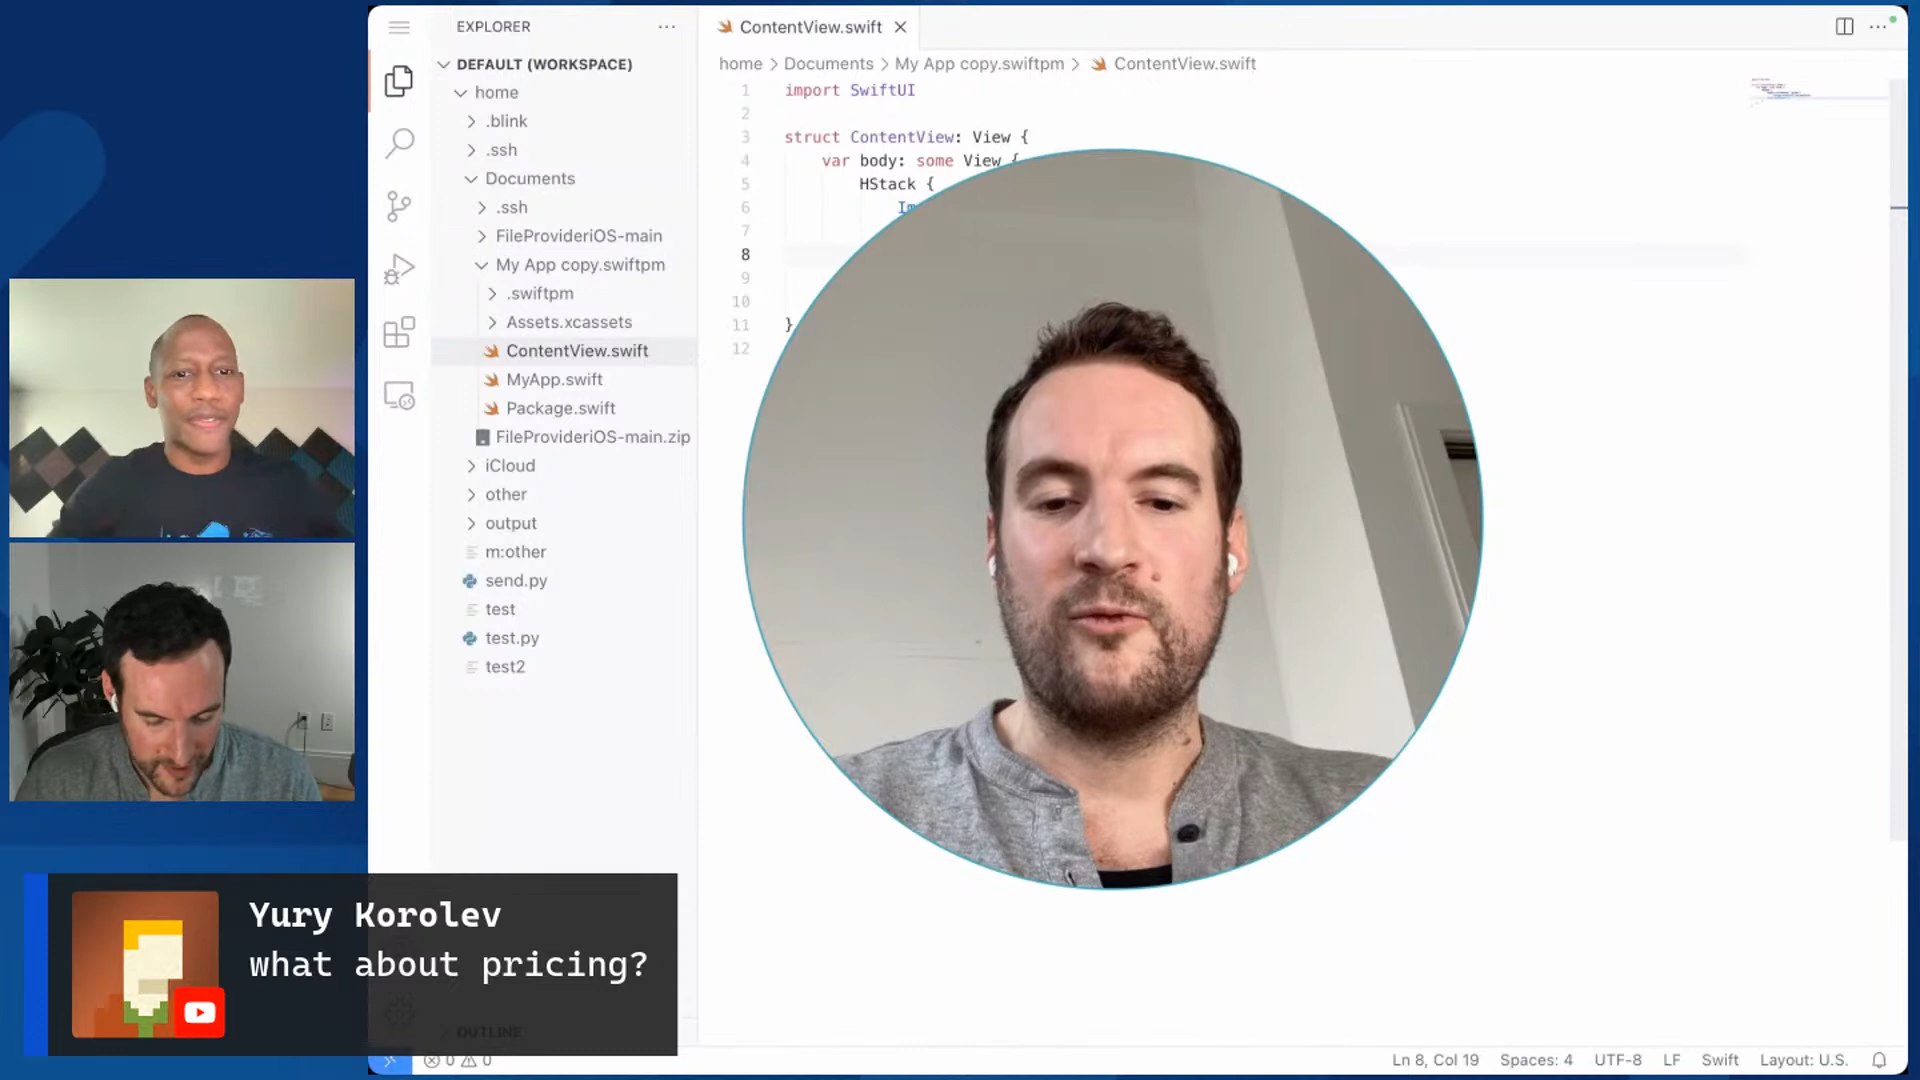 EXPLORER
DEFAULT (WORKSPACE)
home
.blink
.ssh
Documents
.ssh
FileProvideriOS-main
My App copy.swiftpm
.swiftpm
Assets.xcassets
ContentView.swift
MyApp.swift
Package.swift
FileProvideriOS-main.zip
iCloud
other
output
m:other
send.py
test
test.py
test2
OUTLINE
ContentView.swift
home > Documents > My App copy.swiftpm > ContentView.swift
1 import SwiftUI
2
3 struct ContentView: View {
4 var body: some View {
5 HStack {
6
7
8
9
10
11 }
12
Yury Korolev
what about pricing?
0 0
Ln 8, Col 19 Spaces: 4 UTF-8 LF Swift Layout: U.S.